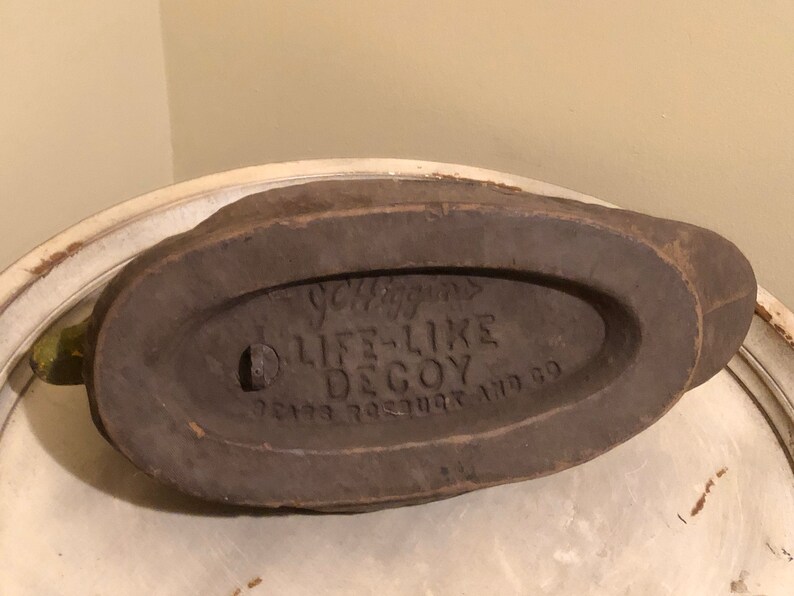 J.C.Higgins
LIFE-LIKE
DECOY
SEARS ROEBUCK AND CO